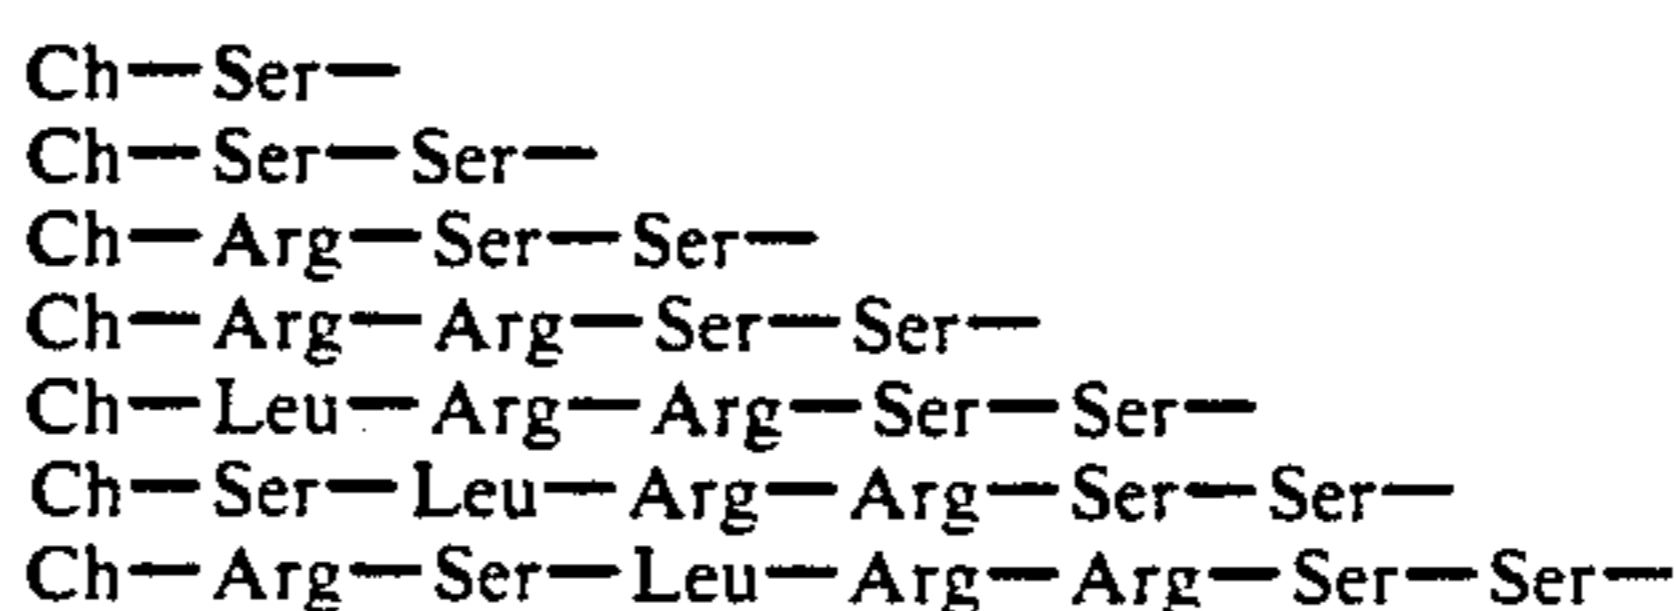 Ch—Ser—
Ch—Ser—Ser—
Ch—Arg—Ser—Ser—
Ch—Arg—Arg—Ser—Ser—
Ch—Leu—Arg—Arg—Ser—Ser—
Ch—Ser—Leu—Arg—Arg—Ser—Ser—
Ch—Arg—Ser—Leu—Arg—Arg—Ser—Ser—